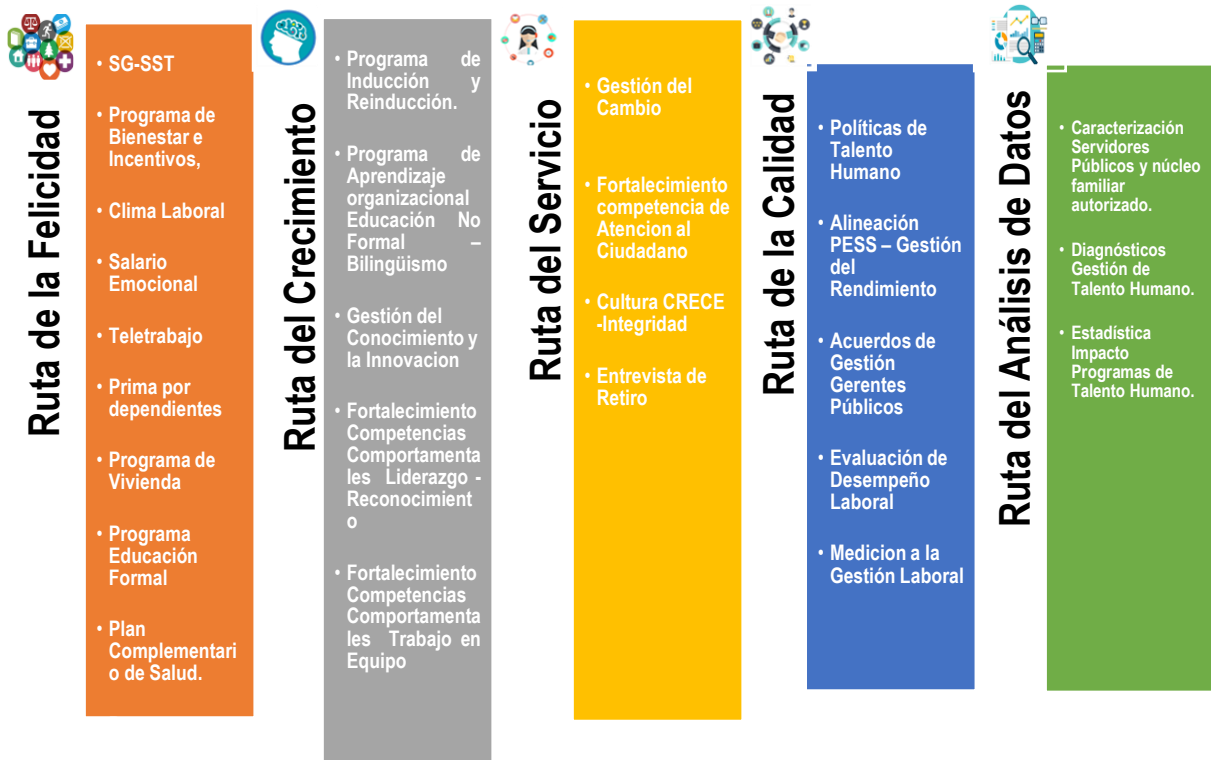 Ruta de la Felicidad
• SG-SST
• Programa de
Bienestar e
Incentivos,
• Clima Laboral
• Salario
Emocional
• Teletrabajo
• Prima por
dependientes
• Programa de
Vivienda
• Programa
Educación
Formal
• Plan
Complementari
o de Salud.
Ruta del Crecimiento
• Programa de
Inducción y
Reinducción.
• Programa de
Aprendizaje
organizacional
Educación No
Formal –
Bilingüismo
• Gestión del
Conocimiento y
la Innovacion
• Fortalecimiento
Competencias
Comportamenta
les Liderazgo -
Reconocimient
o
• Fortalecimiento
Competencias
Comportamenta
les Trabajo en
Equipo
Ruta del Servicio
• Gestión del
Cambio
• Fortalecimiento
competencia de
Atencion al
Ciudadano
• Cultura CRECE
-Integridad
• Entrevista de
Retiro
Ruta de la Calidad
• Políticas de
Talento
Humano
• Alineación
PESS – Gestión
del
Rendimiento
• Acuerdos de
Gestión
Gerentes
Públicos
• Evaluación de
Desempeño
Laboral
• Medicion a la
Gestión Laboral
Ruta del Análisis de Datos
• Caracterización
Servidores
Públicos y núcleo
familiar
autorizado.
• Diagnósticos
Gestión de
Talento Humano.
• Estadística
Impacto
Programas de
Talento Humano.